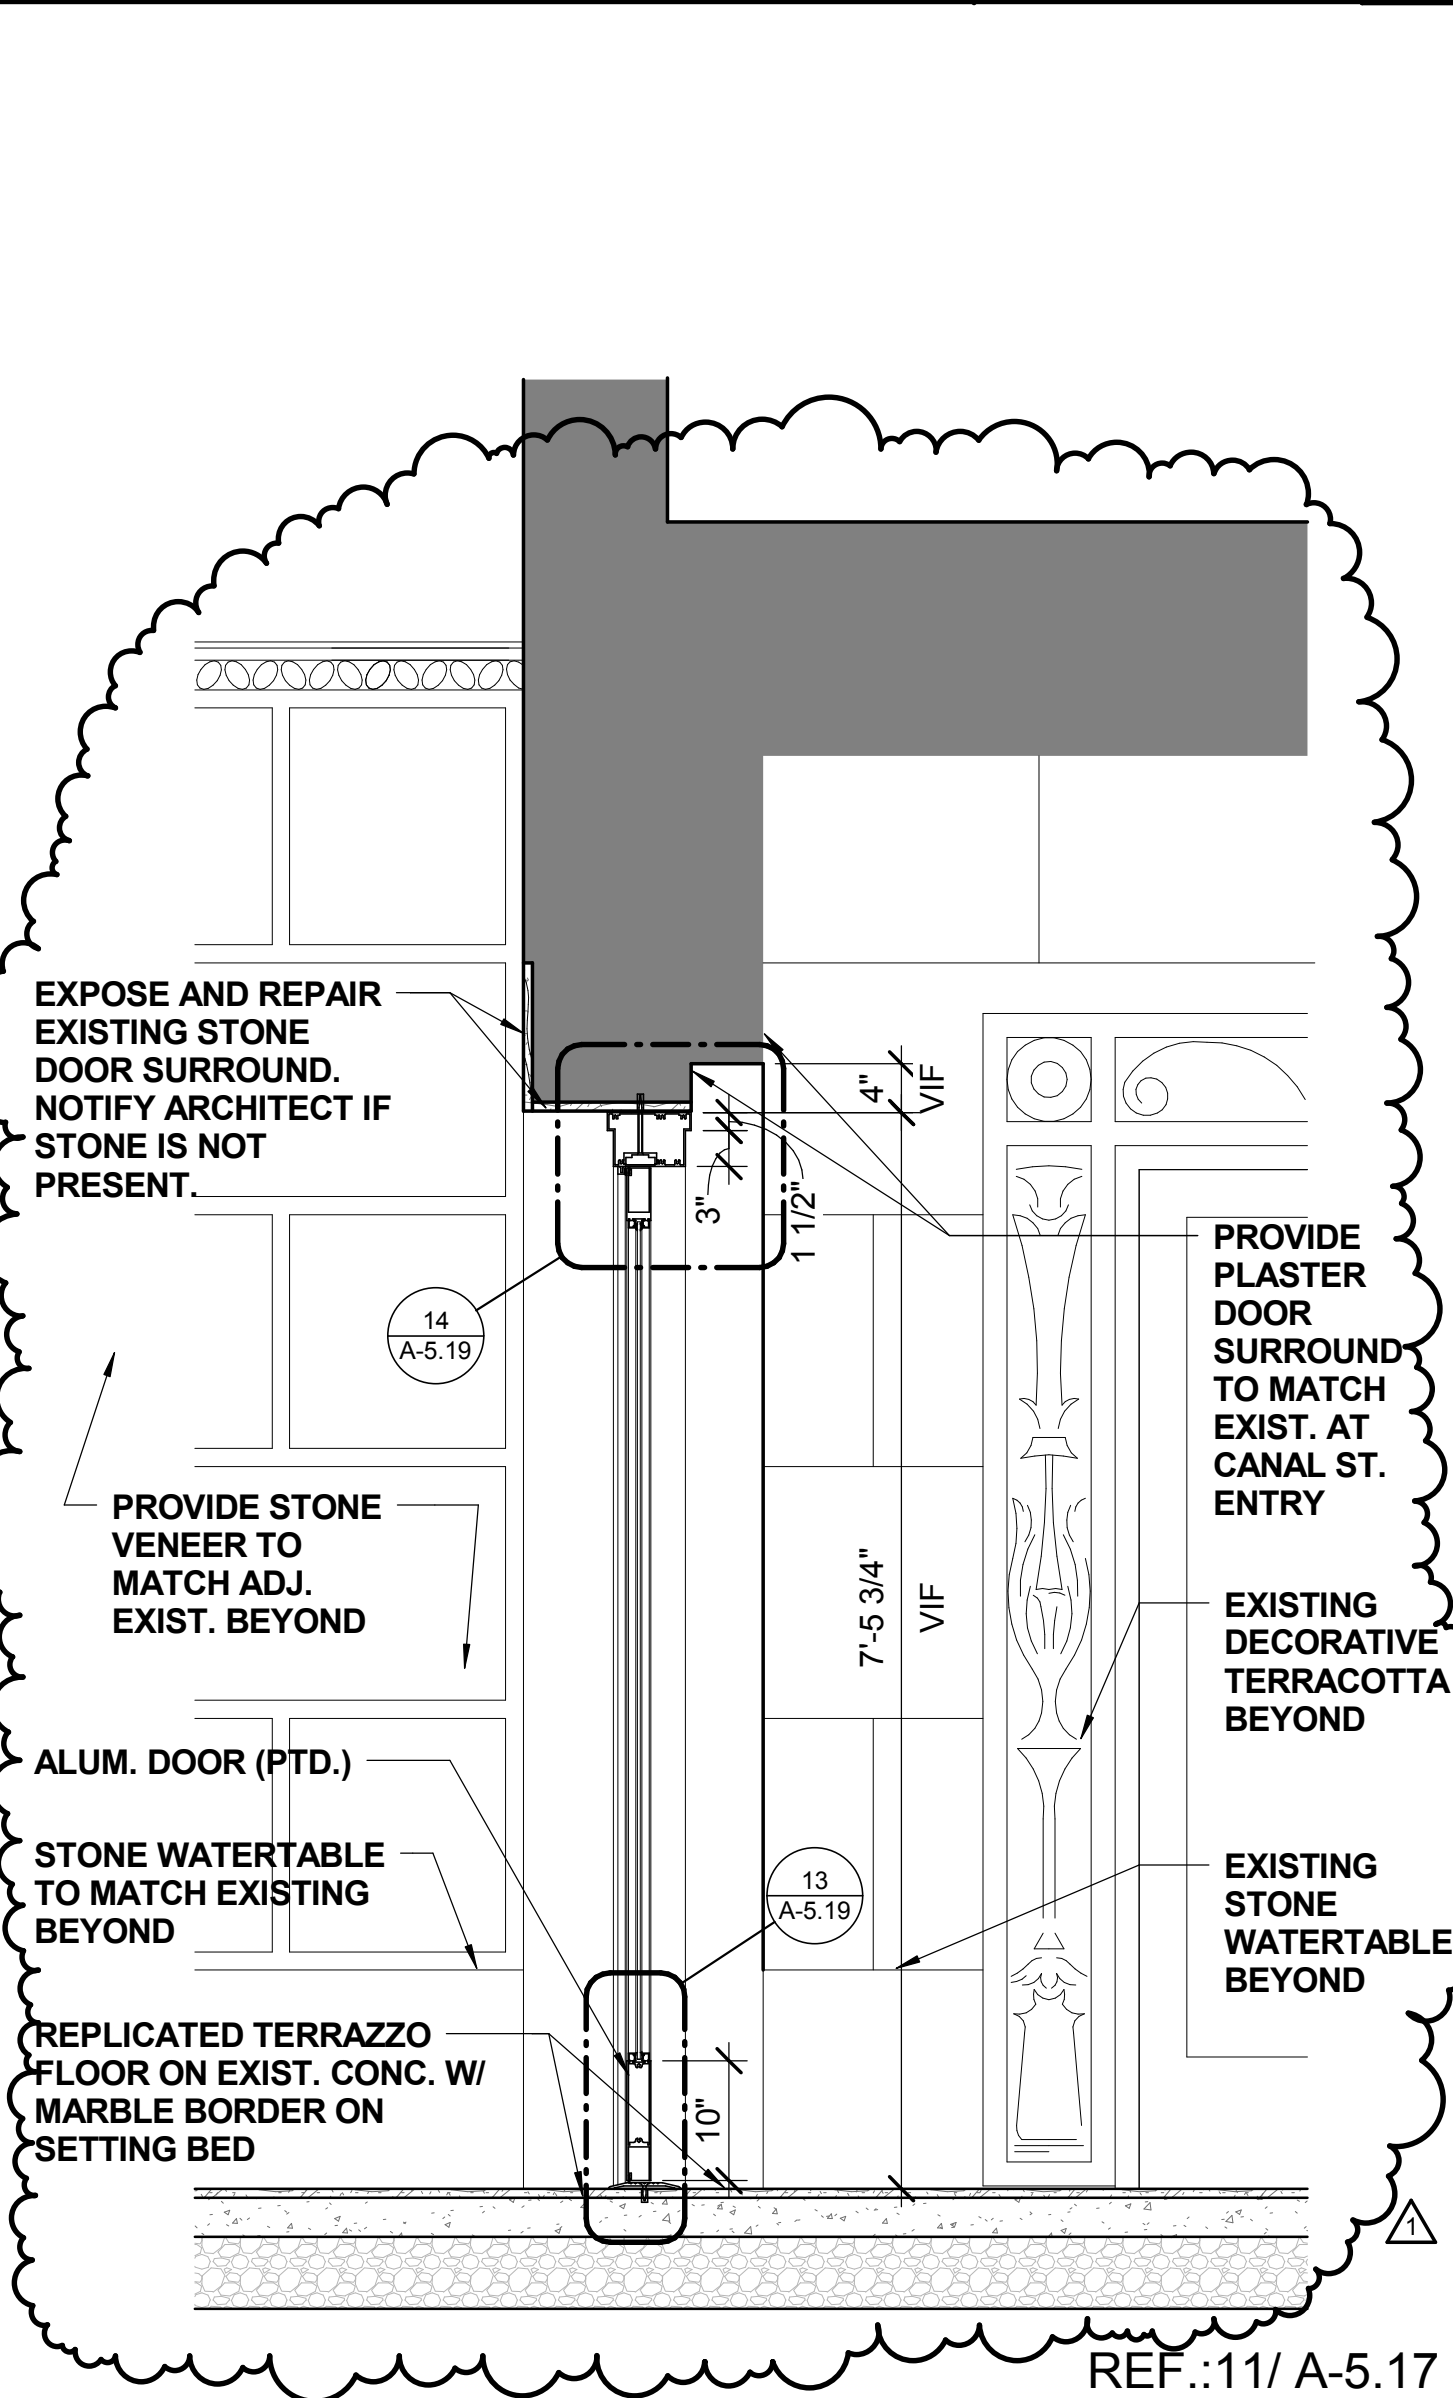 EXPOSE AND REPAIR
EXISTING STONE
DOOR SURROUND.
NOTIFY ARCHITECT IF
STONE IS NOT
PRESENT.
4"
VIF
3"
1 1/2"
14
A-5.19
PROVIDE
PLASTER
DOOR
SURROUND
TO MATCH
EXIST. AT
CANAL ST.
ENTRY
PROVIDE STONE
VENEER TO
MATCH ADJ.
EXIST. BEYOND
7'-5 3/4"
VIF
EXISTING
DECORATIVE
TERRACOTTA
BEYOND
ALUM. DOOR (PTD.)
STONE WATERTABLE
TO MATCH EXISTING
BEYOND
13
A-5.19
EXISTING
STONE
WATERTABLE
BEYOND
REPLICATED TERRAZZO
FLOOR ON EXIST. CONC. W/
MARBLE BORDER ON
SETTING BED
10"
1
REF.:11/ A-5.17